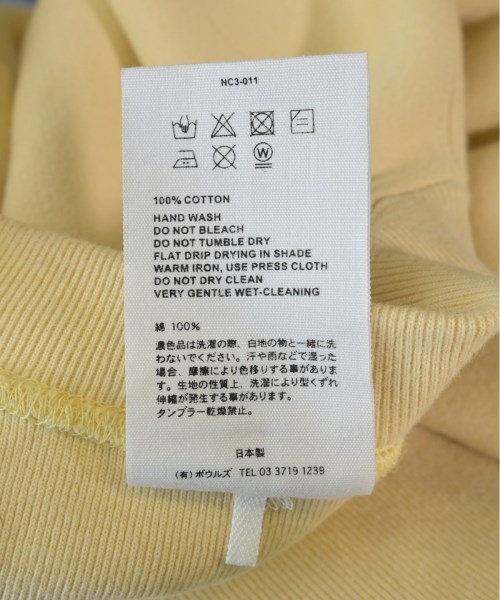 NC3-011
W
100% COTTON
HAND WASH
DO NOT BLEACH
DO NOT TUMBLE DRY
FLAT DRIP DRYING IN SHADE
WARM IRON, USE PRESS CLOTH
DO NOT DRY CLEAN
VERY GENTLE WET-CLEANING
綿 100%
濃色品は洗濯の際、白地の物と一緒に洗
わないでください。汗や雨などで湿った
場合、摩擦により色移りする事がありま
す。生地の性質上、洗濯により型くずれ
伸縮が発生する事があります。
タンブラー乾燥禁止。
日本製
(有) ボウルズ TEL 03 3719 1239